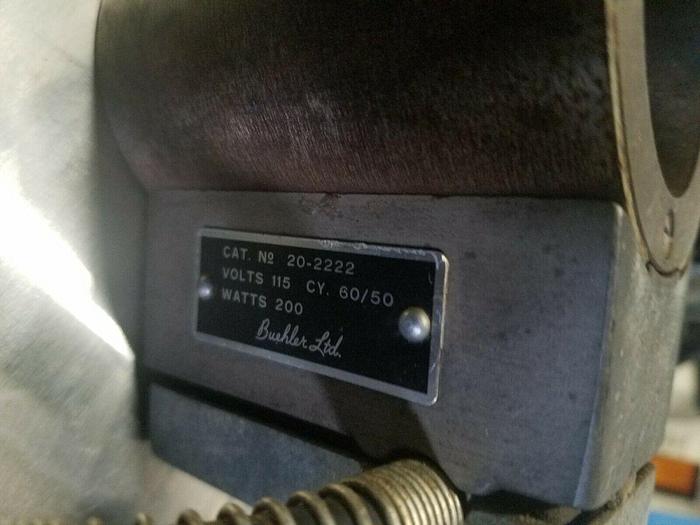 CAT. Nº 20-2222
VOLTS 115 CY. 60/50
WATTS 200
Buehler Ltd.